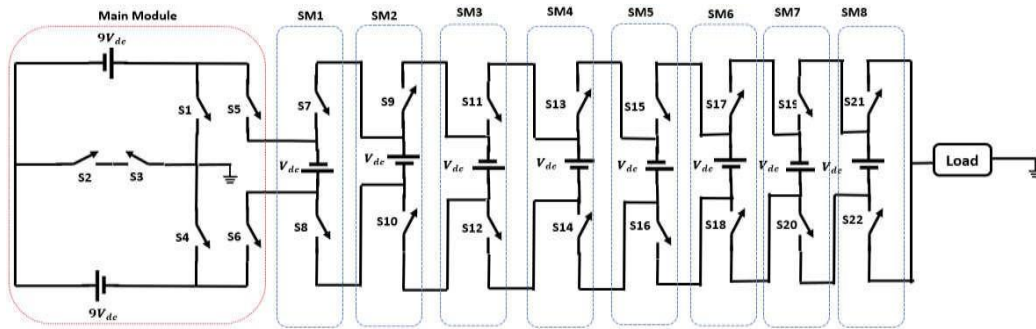 Main Module SM1 SM2 SM3 SM4 SM5 SM6 SM7 SM8
9V_dc
S1 S5 S7 S9 S11 S13 S15 S17 S19 S21
S2 S3 V_dc V_dc V_dc V_dc V_dc V_dc V_dc V_dc Load
S4 S6 S8 S10 S12 S14 S16 S18 S20 S22
9V_dc